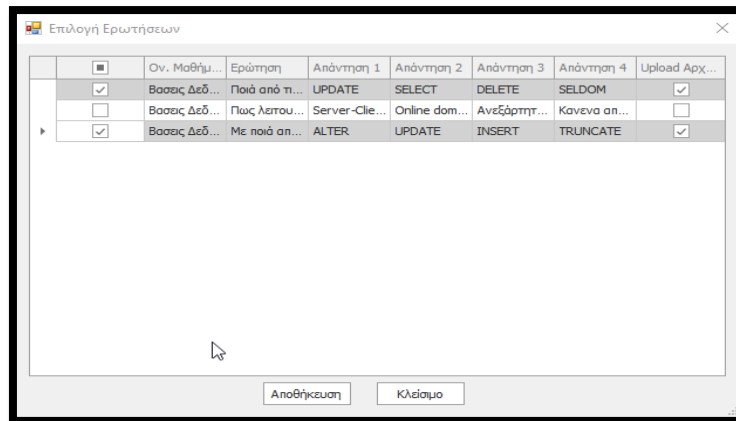 Επιλογή Ερωτήσεων
Ον. Μαθήμ... Ερώτηση Απάντηση 1 Απάντηση 2 Απάντηση 3 Απάντηση 4 Upload Αρχ...
Βασεις Δεδ... Ποιά από τι... UPDATE SELECT DELETE SELDOM
Βασεις Δεδ... Πως λειτου... Server-Clie... Online dom... Ανεξάρτητ... Κανενα απ...
Βασεις Δεδ... Με ποιά απ... ALTER UPDATE INSERT TRUNCATE
Αποθήκευση Κλείσιμο